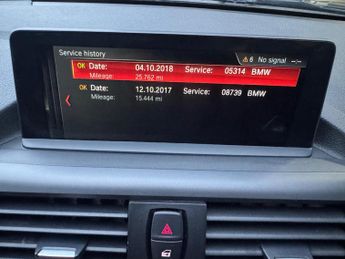 Service history
6 No signal --:--
OK Date: 04.10.2018 Service: 05314 BMW
Mileage: 25.762 mi
OK Date: 12.10.2017 Service: 08739 BMW
Mileage: 15.444 mi